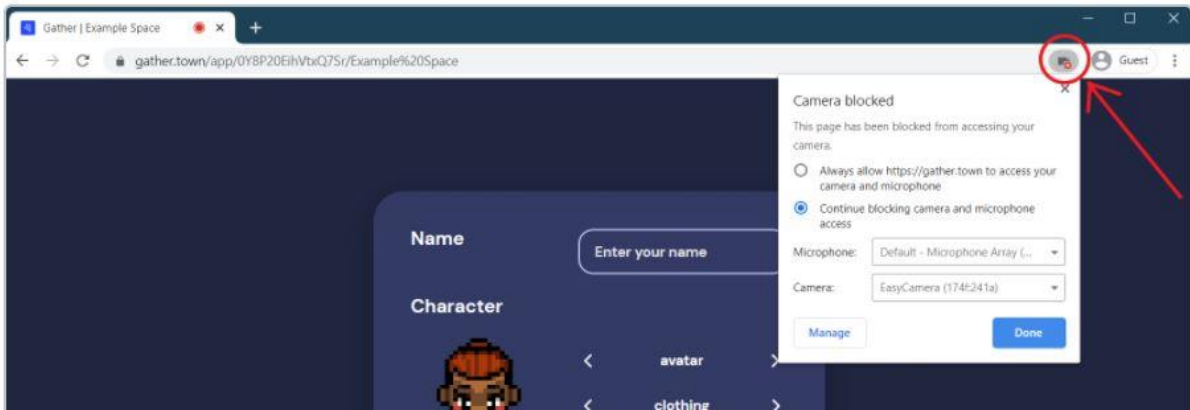 Gather | Example Space
gather.town/app/0Y8P20EihVtxQ7Sr/Example%20Space
Guest
Camera blocked
This page has been blocked from accessing your
camera.
Always allow https://gather.town to access your
camera and microphone
Continue blocking camera and microphone
access
Microphone: Default - Microphone Array (...
Camera: EasyCamera (174f:241a)
Manage Done
Name
Enter your name
Character
avatar
clothing